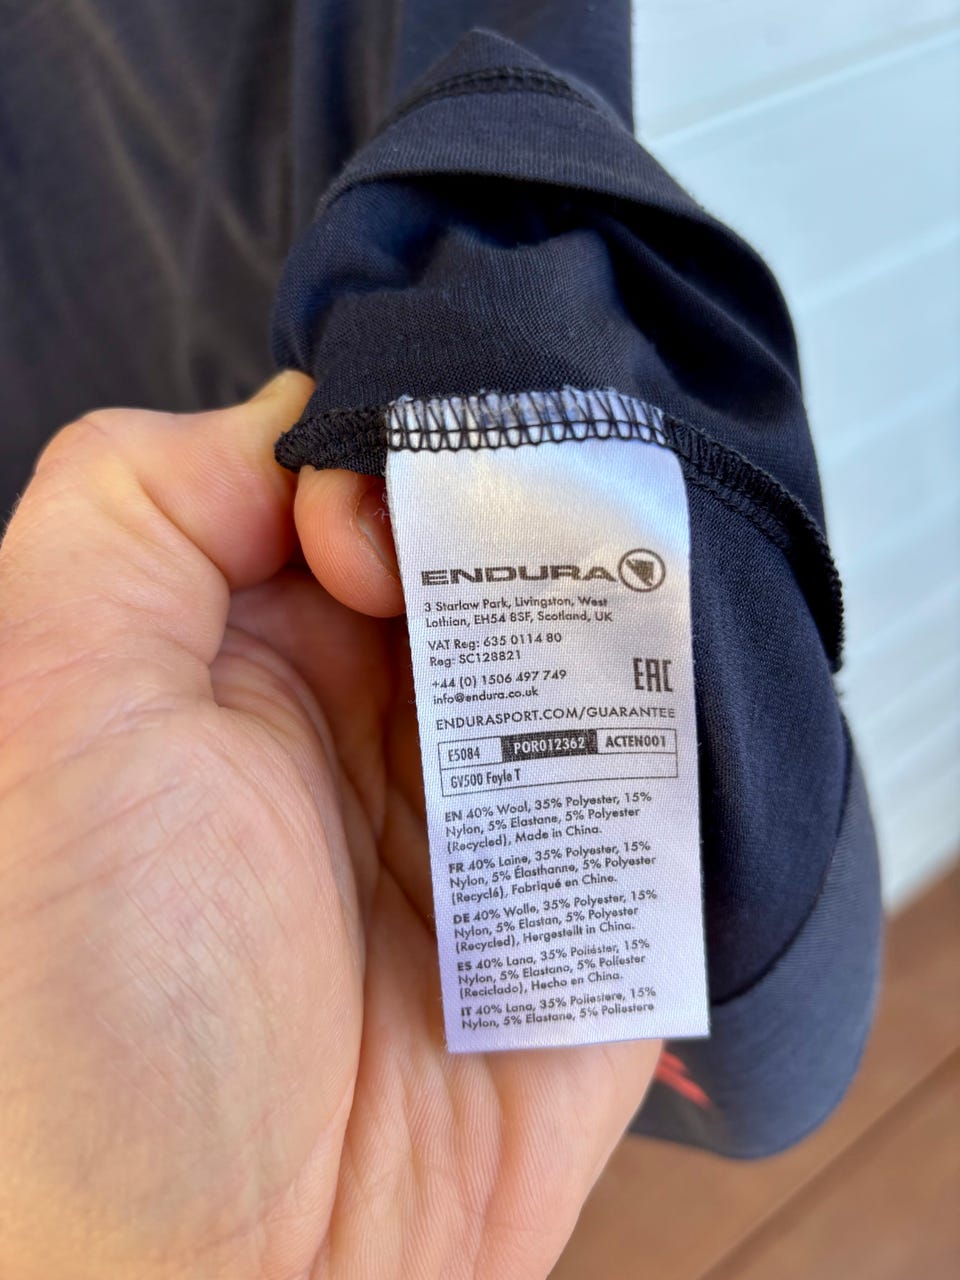 ENDURA
3 Starlaw Park, Livingston, West
Lothian, EH54 8SF, Scotland, UK
VAT Reg: 635 0114 80
Reg: SC128821
+44 (0) 1506 497 749
info@endura.co.uk
EAC
ENDURASPORT.COM/GUARANTEE
E5084 POR012362 ACTEN001
GV500 Foyle T
EN 40% Wool, 35% Polyester, 15%
Nylon, 5% Elastane, 5% Polyester
(Recycled), Made in China.
FR 40% Laine, 35% Polyester, 15%
Nylon, 5% Élasthanne, 5% Polyester
(Recyclé), Fabriqué en Chine.
DE 40% Wolle, 35% Polyester, 15%
Nylon, 5% Elastan, 5% Polyester
(Recycled), Hergestellt in China.
ES 40% Lana, 35% Poliéster, 15%
Nylon, 5% Elastano, 5% Poliester
(Reciclado), Hecho en China.
IT 40% Lana, 35% Poliestere, 15%
Nylon, 5% Elastane, 5% Poliestere